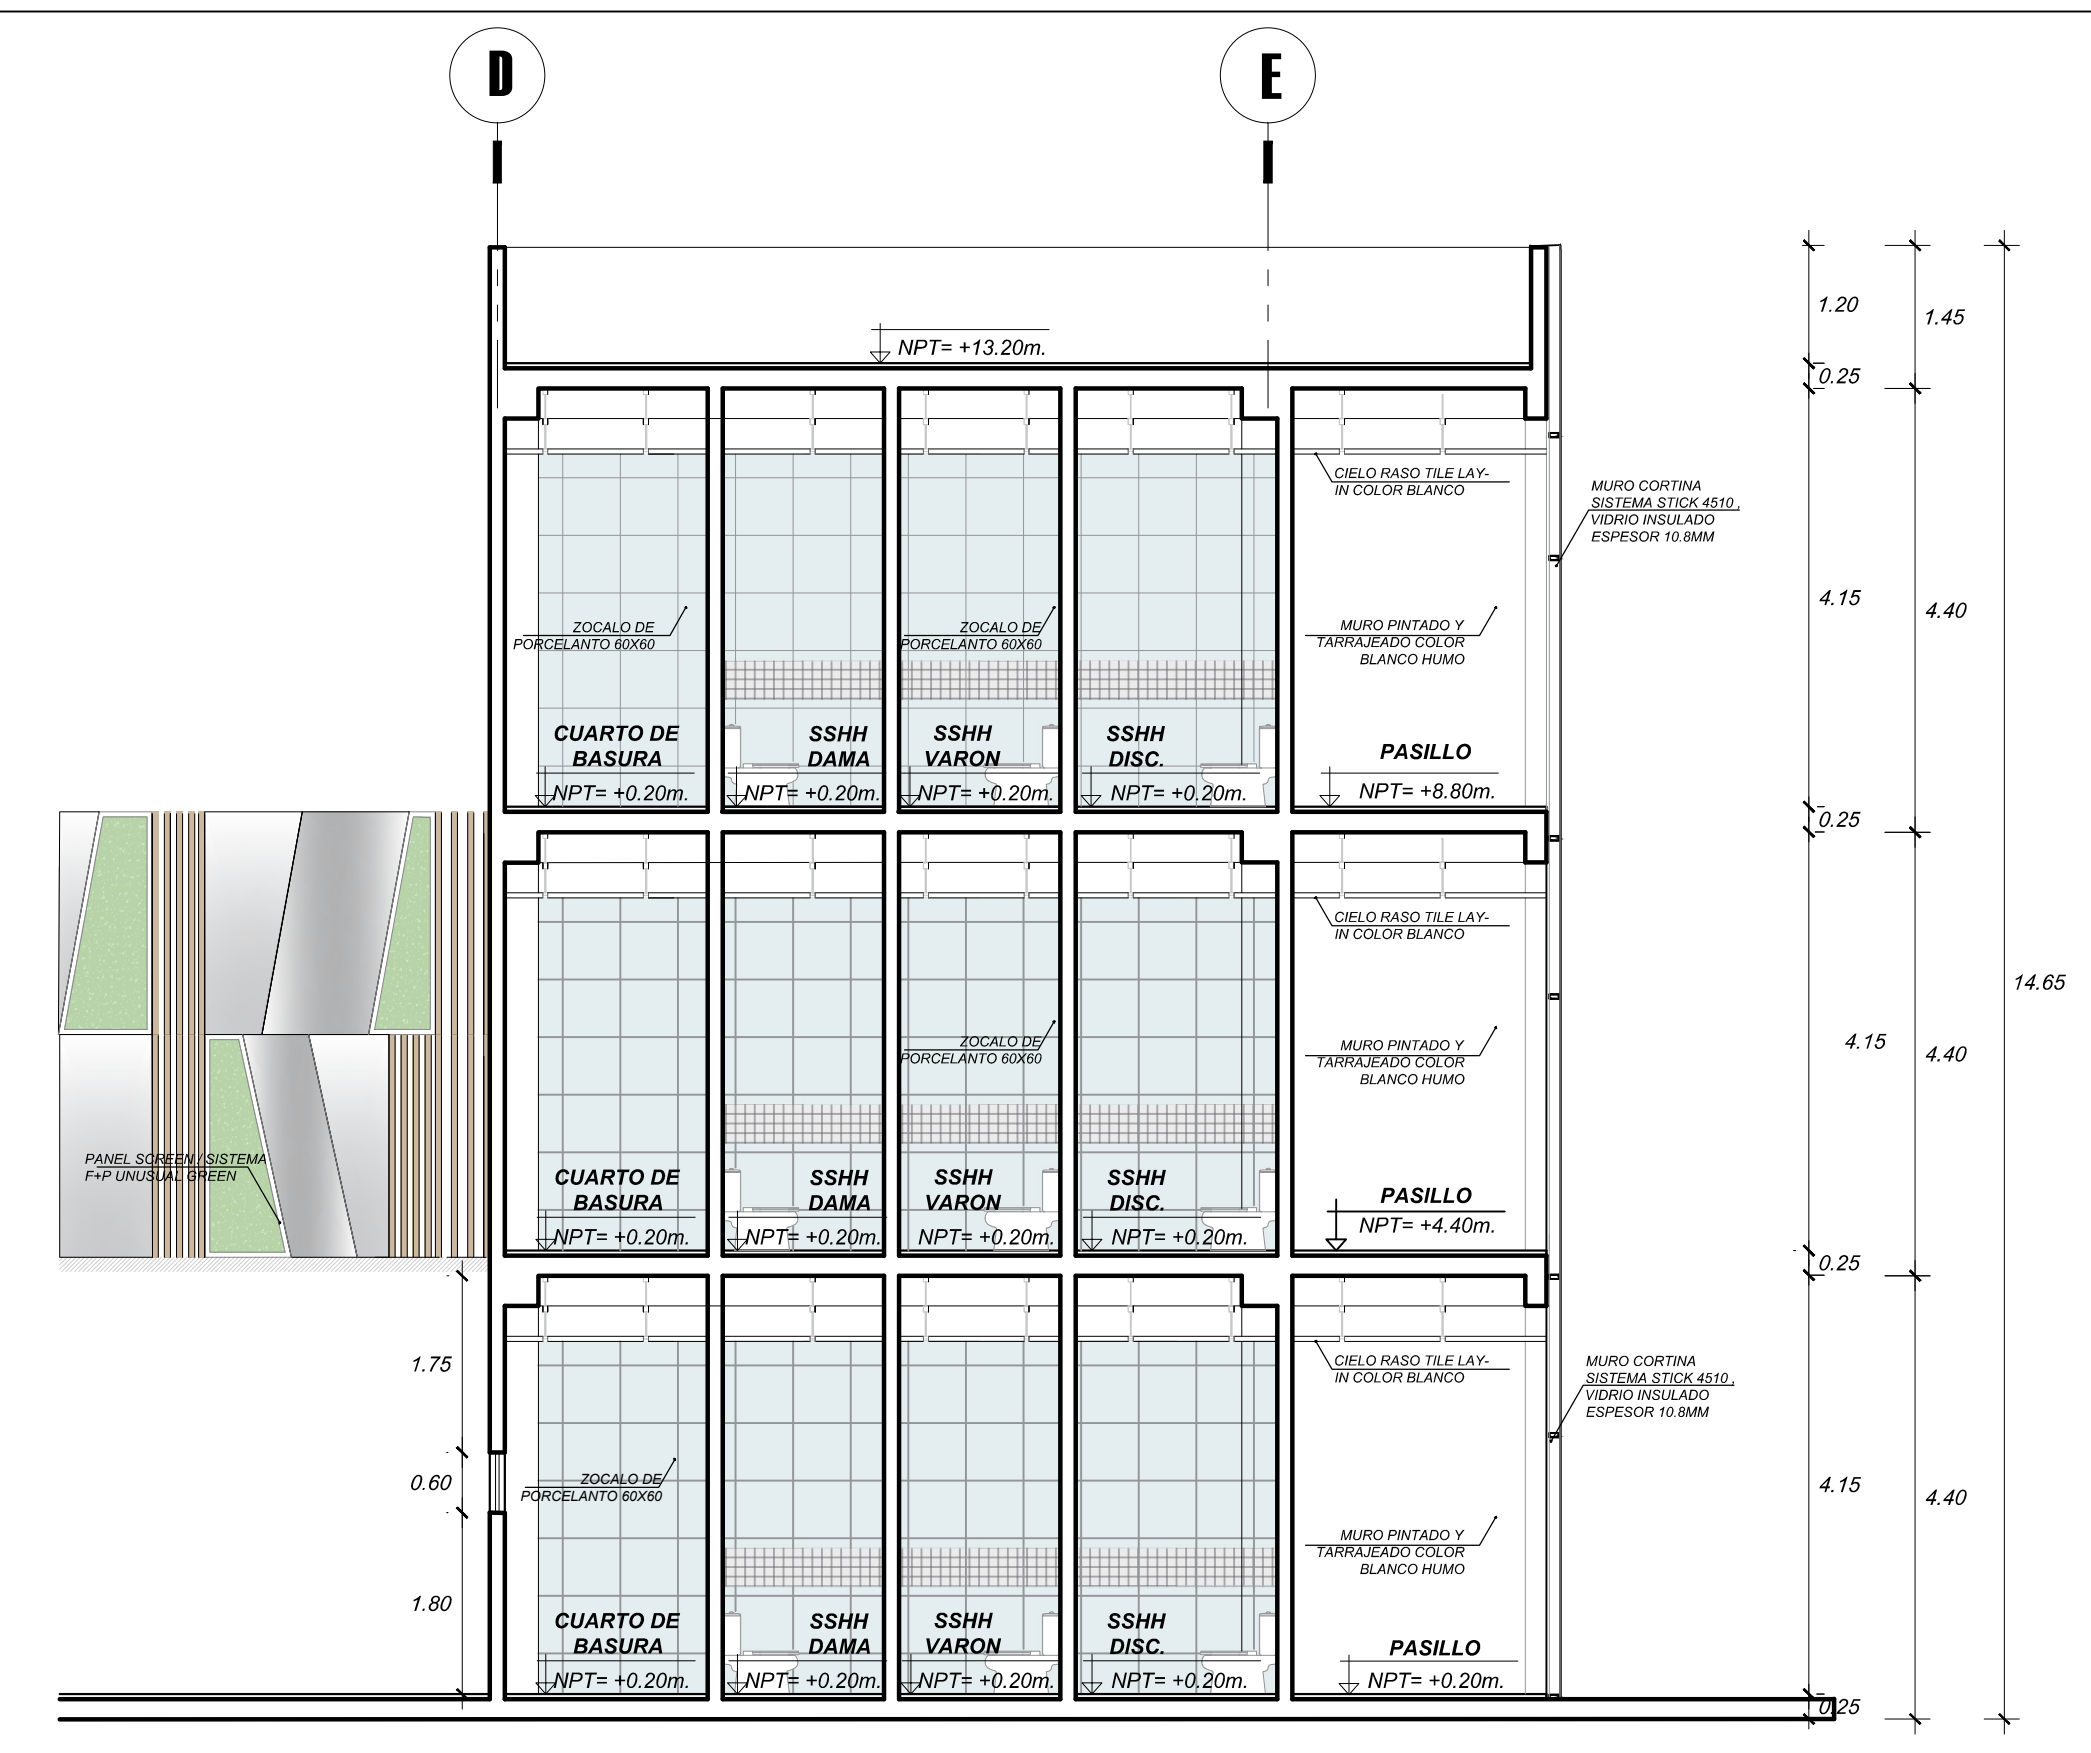 D
E
1.20
1.45
NPT= +13.20m.
0.25
CIELO RASO TILE LAY-
IN COLOR BLANCO
MURO CORTINA
SISTEMA STICK 4510 ,
VIDRIO INSULADO
ESPESOR 10.8MM
ZOCALO DE
PORCELANTO 60X60
ZOCALO DE
PORCELANTO 60X60
MURO PINTADO Y
TARRAJEADO COLOR
BLANCO HUMO
4.15
4.40
CUARTO DE
BASURA
NPT= +0.20m.
SSHH
DAMA
NPT= +0.20m.
SSHH
VARON
NPT= +0.20m.
SSHH
DISC.
NPT= +0.20m.
PASILLO
NPT= +8.80m.
0.25
CIELO RASO TILE LAY-
IN COLOR BLANCO
14.65
ZOCALO DE
PORCELANTO 60X60
MURO PINTADO Y
TARRAJEADO COLOR
BLANCO HUMO
4.15
4.40
PANEL SCREEN / SISTEMA
F+P UNUSUAL GREEN
CUARTO DE
BASURA
NPT= +0.20m.
SSHH
DAMA
NPT= +0.20m.
SSHH
VARON
NPT= +0.20m.
SSHH
DISC.
NPT= +0.20m.
PASILLO
NPT= +4.40m.
0.25
1.75
CIELO RASO TILE LAY-
IN COLOR BLANCO
MURO CORTINA
SISTEMA STICK 4510 ,
VIDRIO INSULADO
ESPESOR 10.8MM
0.60
ZOCALO DE
PORCELANTO 60X60
MURO PINTADO Y
TARRAJEADO COLOR
BLANCO HUMO
4.15
4.40
1.80
CUARTO DE
BASURA
NPT= +0.20m.
SSHH
DAMA
NPT= +0.20m.
SSHH
VARON
NPT= +0.20m.
SSHH
DISC.
NPT= +0.20m.
PASILLO
NPT= +0.20m.
0.25